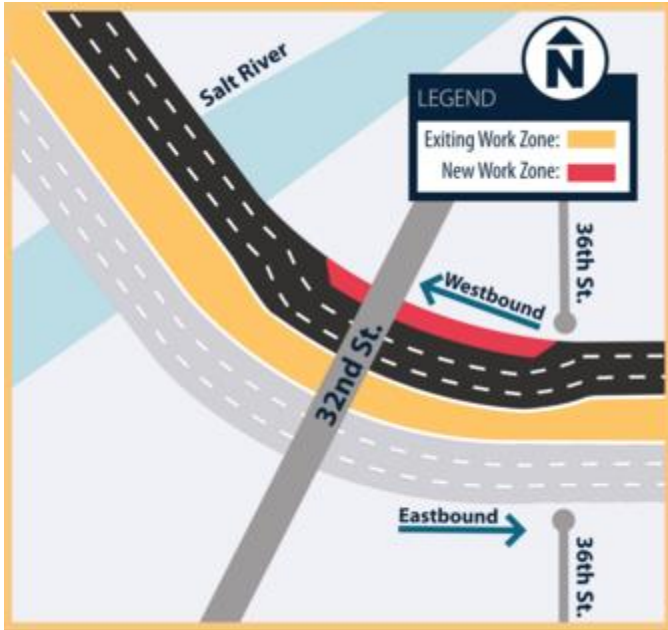 Salt River
N
LEGEND
Exiting Work Zone:
New Work Zone:
36th St.
Westbound
32nd St.
Eastbound
36th St.